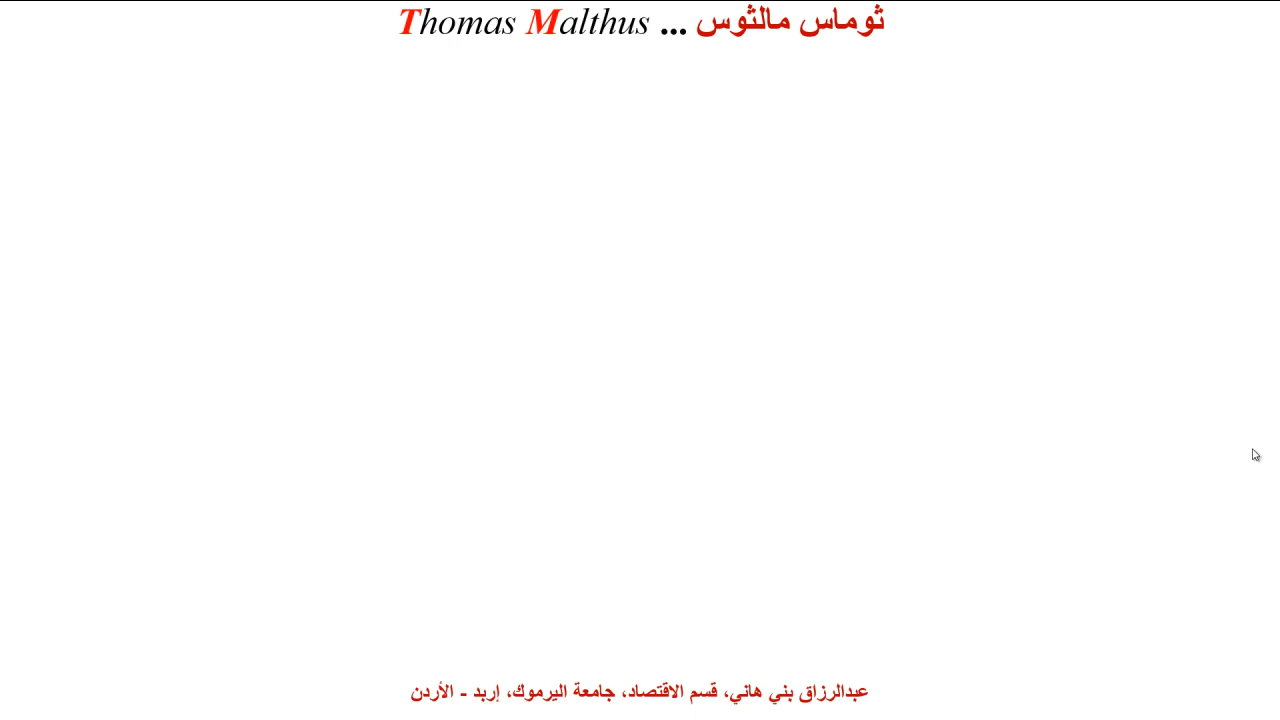 ثوماس مالثوس ... Thomas Malthus
عبدالرزاق بني هاني، قسم الاقتصاد، جامعة اليرموك، إربد - الأردن